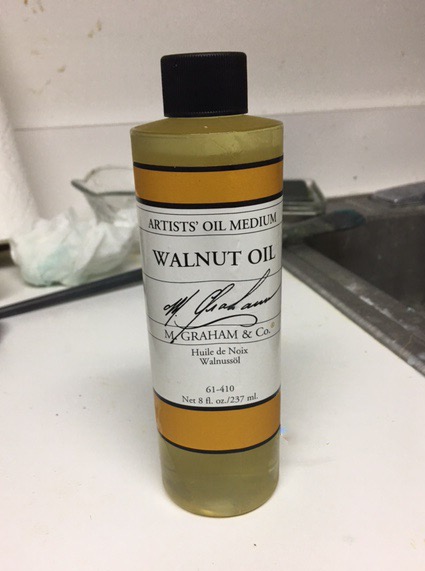 ARTISTS' OIL MEDIUM
WALNUT OIL
M. Graham
M. GRAHAM & Co.
Huile de Noix
Walnussöl
61-410
Net 8 fl. oz./237 ml.